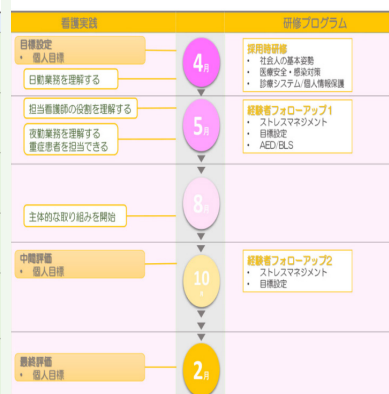 看護実践
研修プログラム
目標設定
・ 個人目標
日勤業務を理解する
4月
採用時研修
・ 社会人の基本姿勢
・ 医療安全・感染対策
・ 診療システム/個人情報保護
担当看護師の役割を理解する
夜勤業務を理解する
重症患者を担当できる
5月
経験者フォローアップ1
・ ストレスマネジメント
・ 目標設定
・ AED/BLS
8月
主体的な取り組みを開始
中間評価
・ 個人目標
10月
経験者フォローアップ2
・ ストレスマネジメント
・ 目標設定
最終評価
・ 個人目標
2月